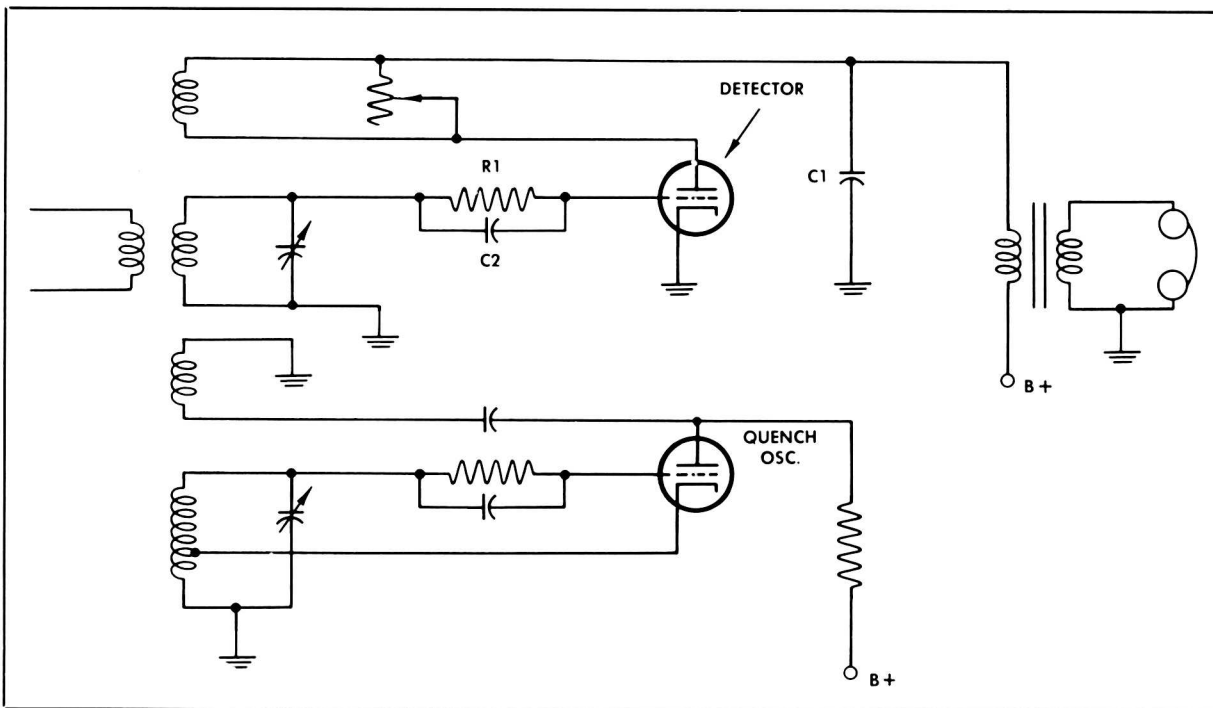 DETECTOR
R1
C1
C2
B+
QUENCH
OSC.
B+